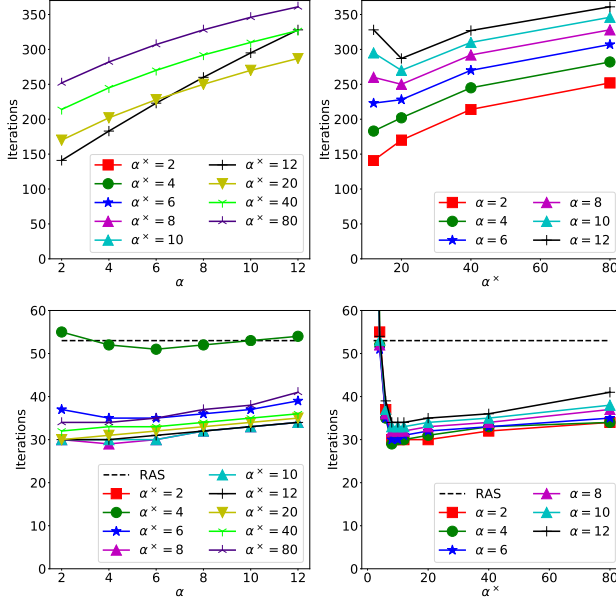 350
300
250
200
150
100
50
0
Iterations
2 4 6 8 10 12
α
α× = 2
α× = 4
α× = 6
α× = 8
α× = 10
α× = 12
α× = 20
α× = 40
α× = 80
350
300
250
200
150
100
50
0
Iterations
20 40 60 80
α×
α = 2
α = 4
α = 6
α = 8
α = 10
α = 12
60
50
40
30
20
10
0
Iterations
2 4 6 8 10 12
α
RAS
α× = 2
α× = 4
α× = 6
α× = 8
α× = 10
α× = 12
α× = 20
α× = 40
α× = 80
60
50
40
30
20
10
0
Iterations
0 20 40 60 80
α×
RAS
α = 2
α = 4
α = 6
α = 8
α = 10
α = 12